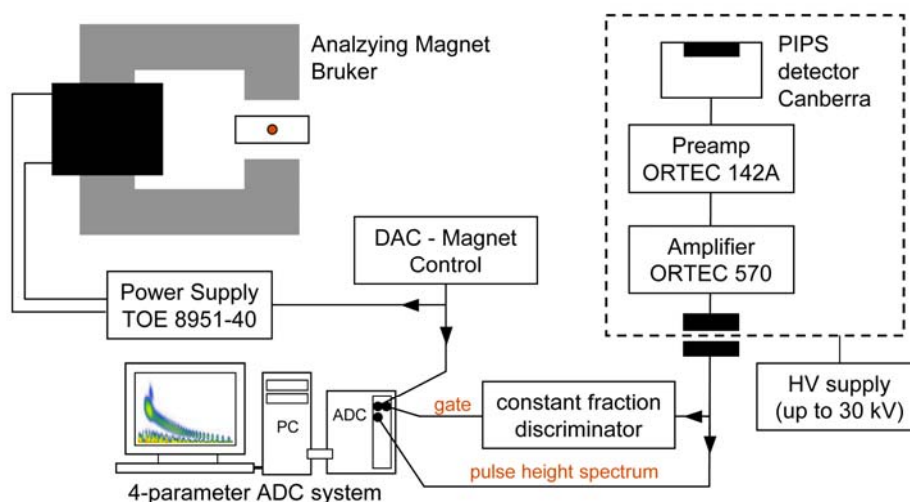 Analzying Magnet
Bruker
PIPS
detector
Canberra
Preamp
ORTEC 142A
DAC - Magnet
Control
Amplifier
ORTEC 570
Power Supply
TOE 8951-40
HV supply
(up to 30 kV)
PC
ADC
gate
constant fraction
discriminator
pulse height spectrum
4-parameter ADC system